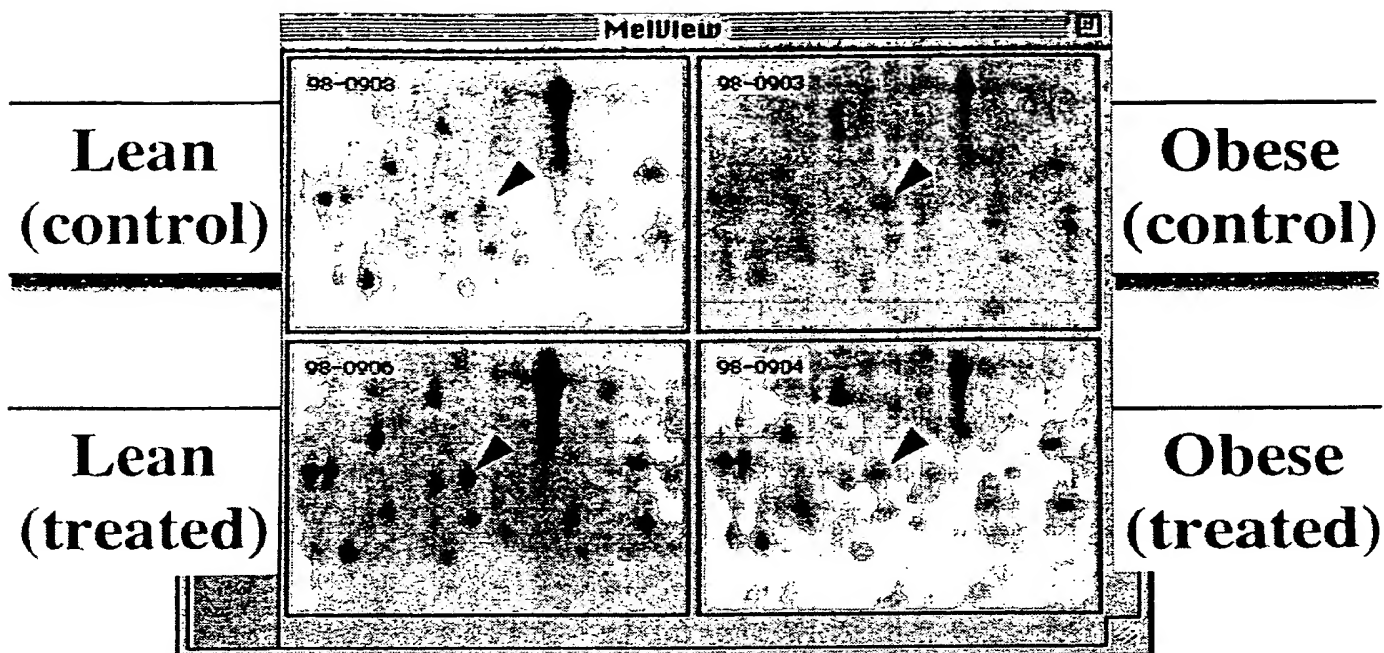 MelView
98-0903
98-0903
Lean
(control)
Obese
(control)
98-0906
98-0904
Lean
(treated)
Obese
(treated)